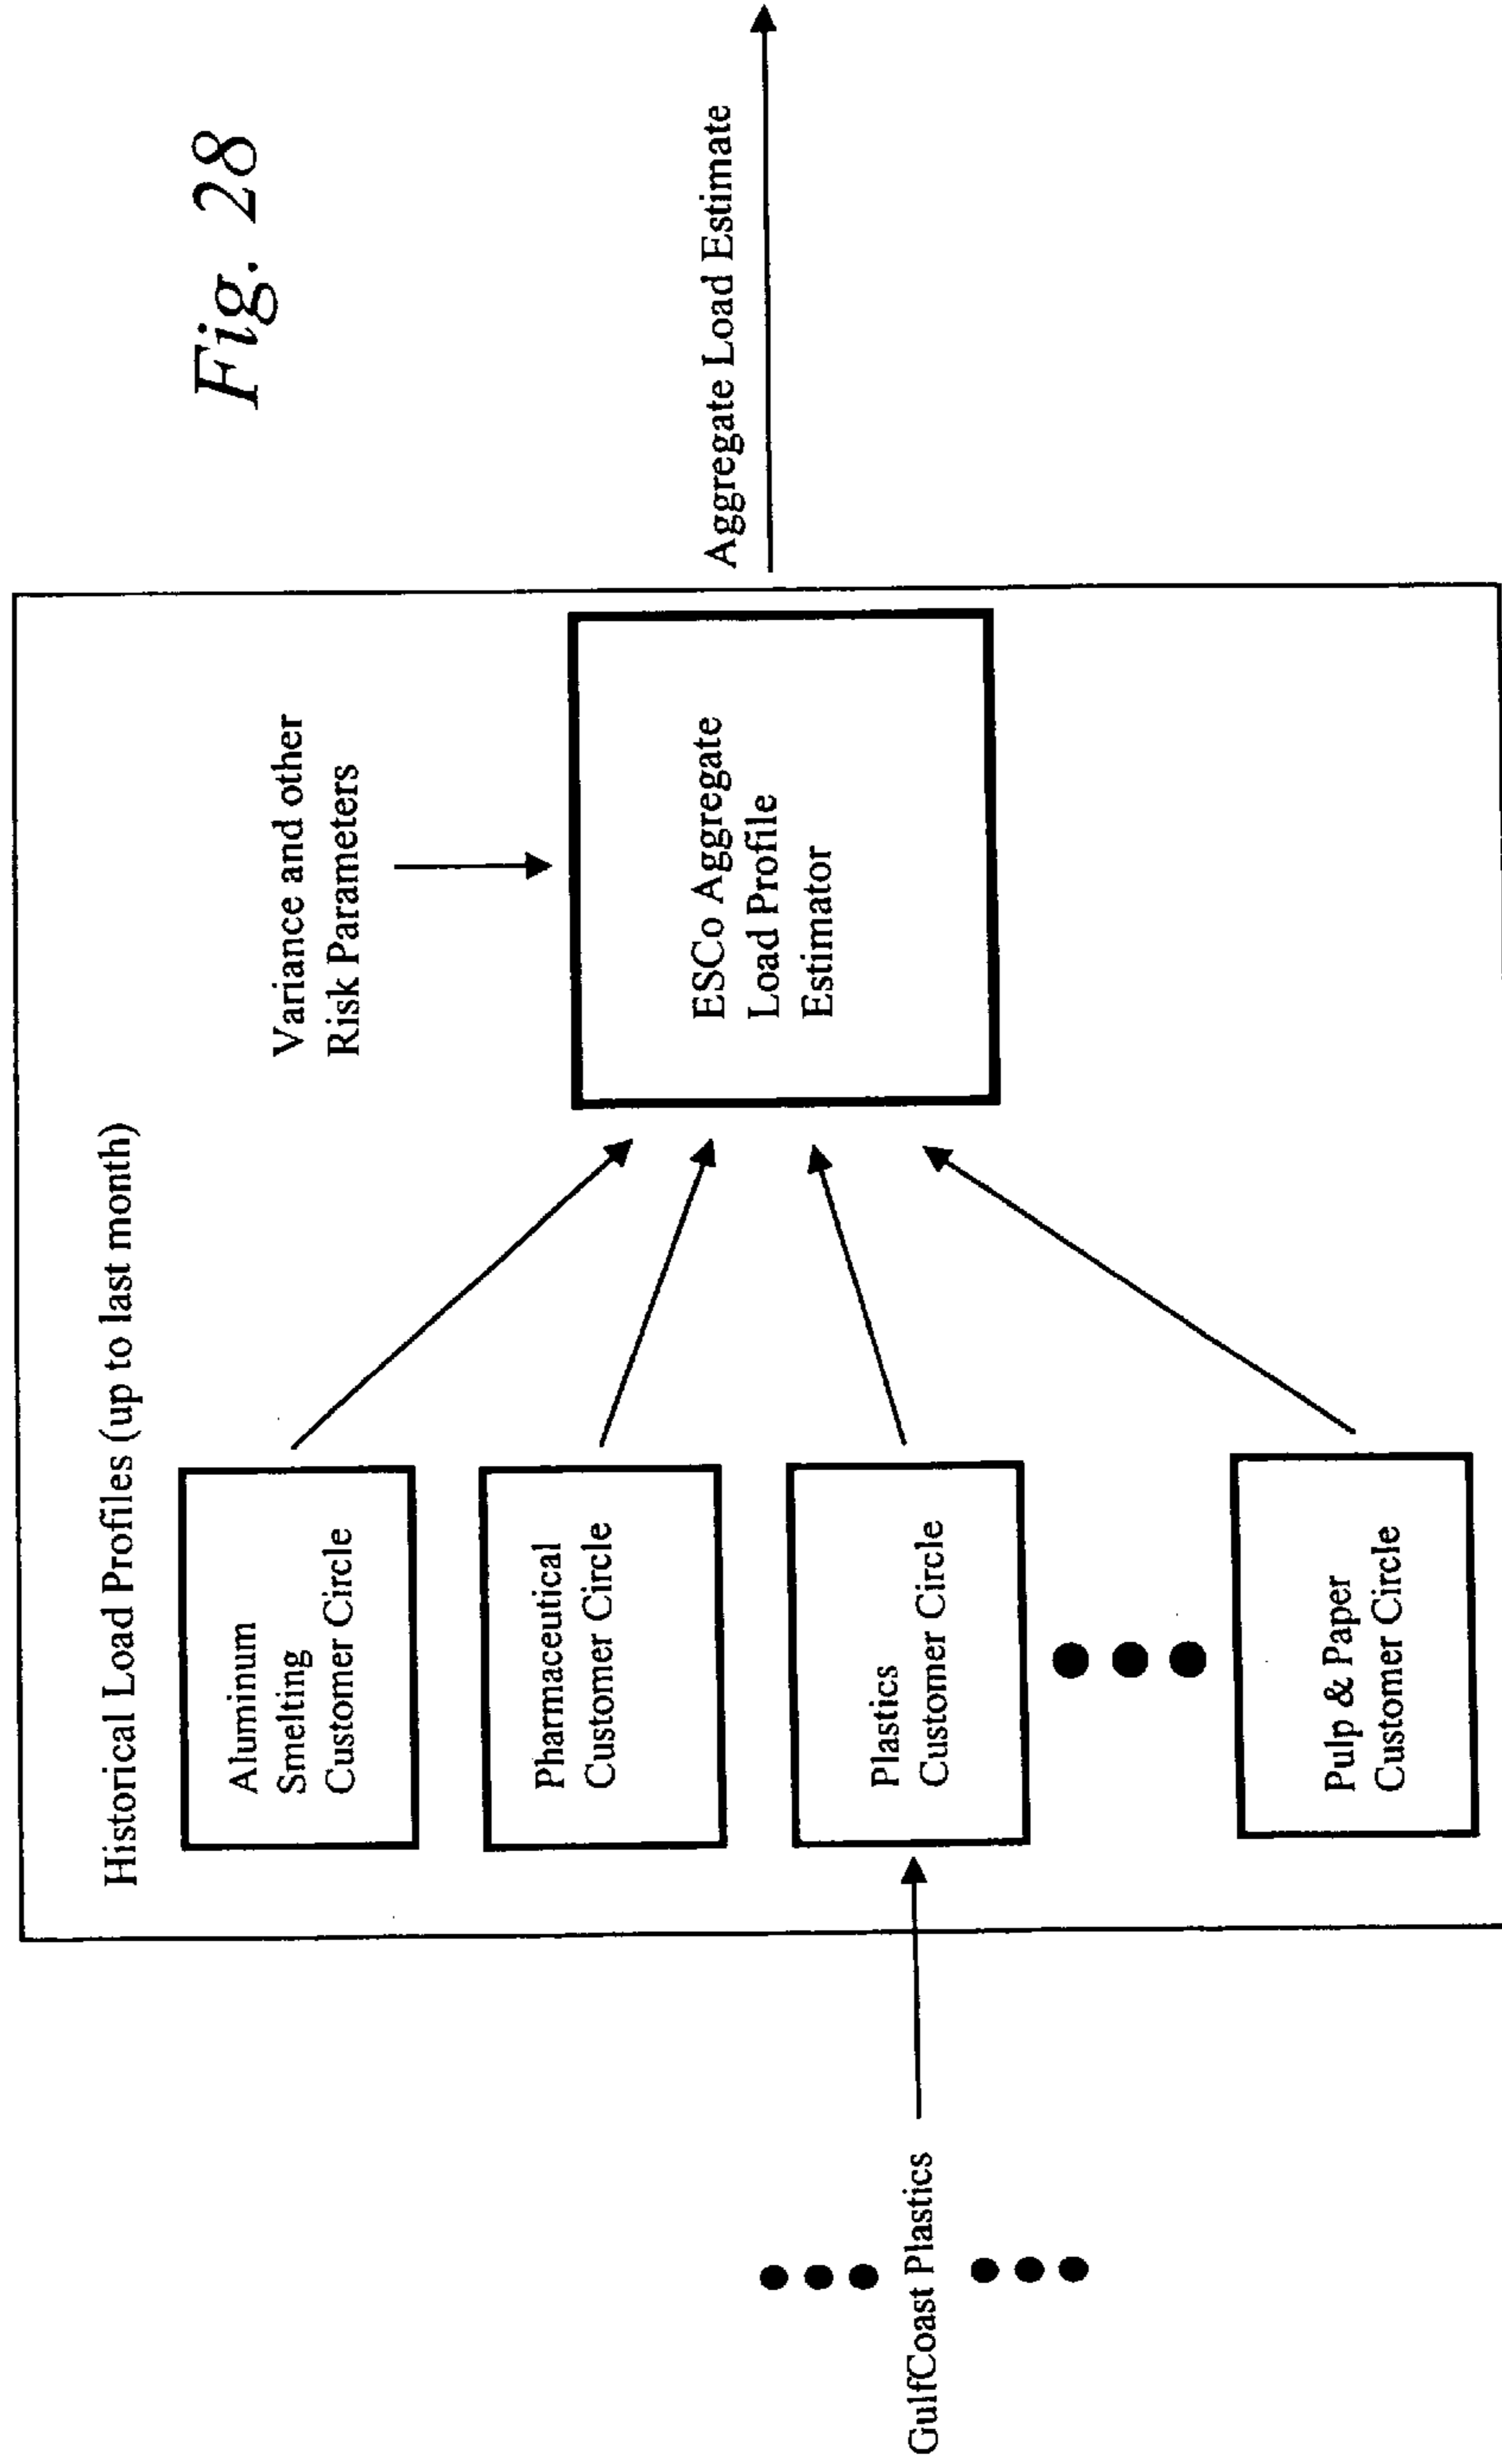 Fig. 28
Historical Load Profiles (up to last month)
Variance and other
Risk Parameters
Aluminum
Smelting
Customer Circle
Pharmaceutical
Customer Circle
Plastics
Customer Circle
Pulp & Paper
Customer Circle
ESCo Aggregate
Load Profile
Estimator
Aggregate Load Estimate
GulfCoast Plastics